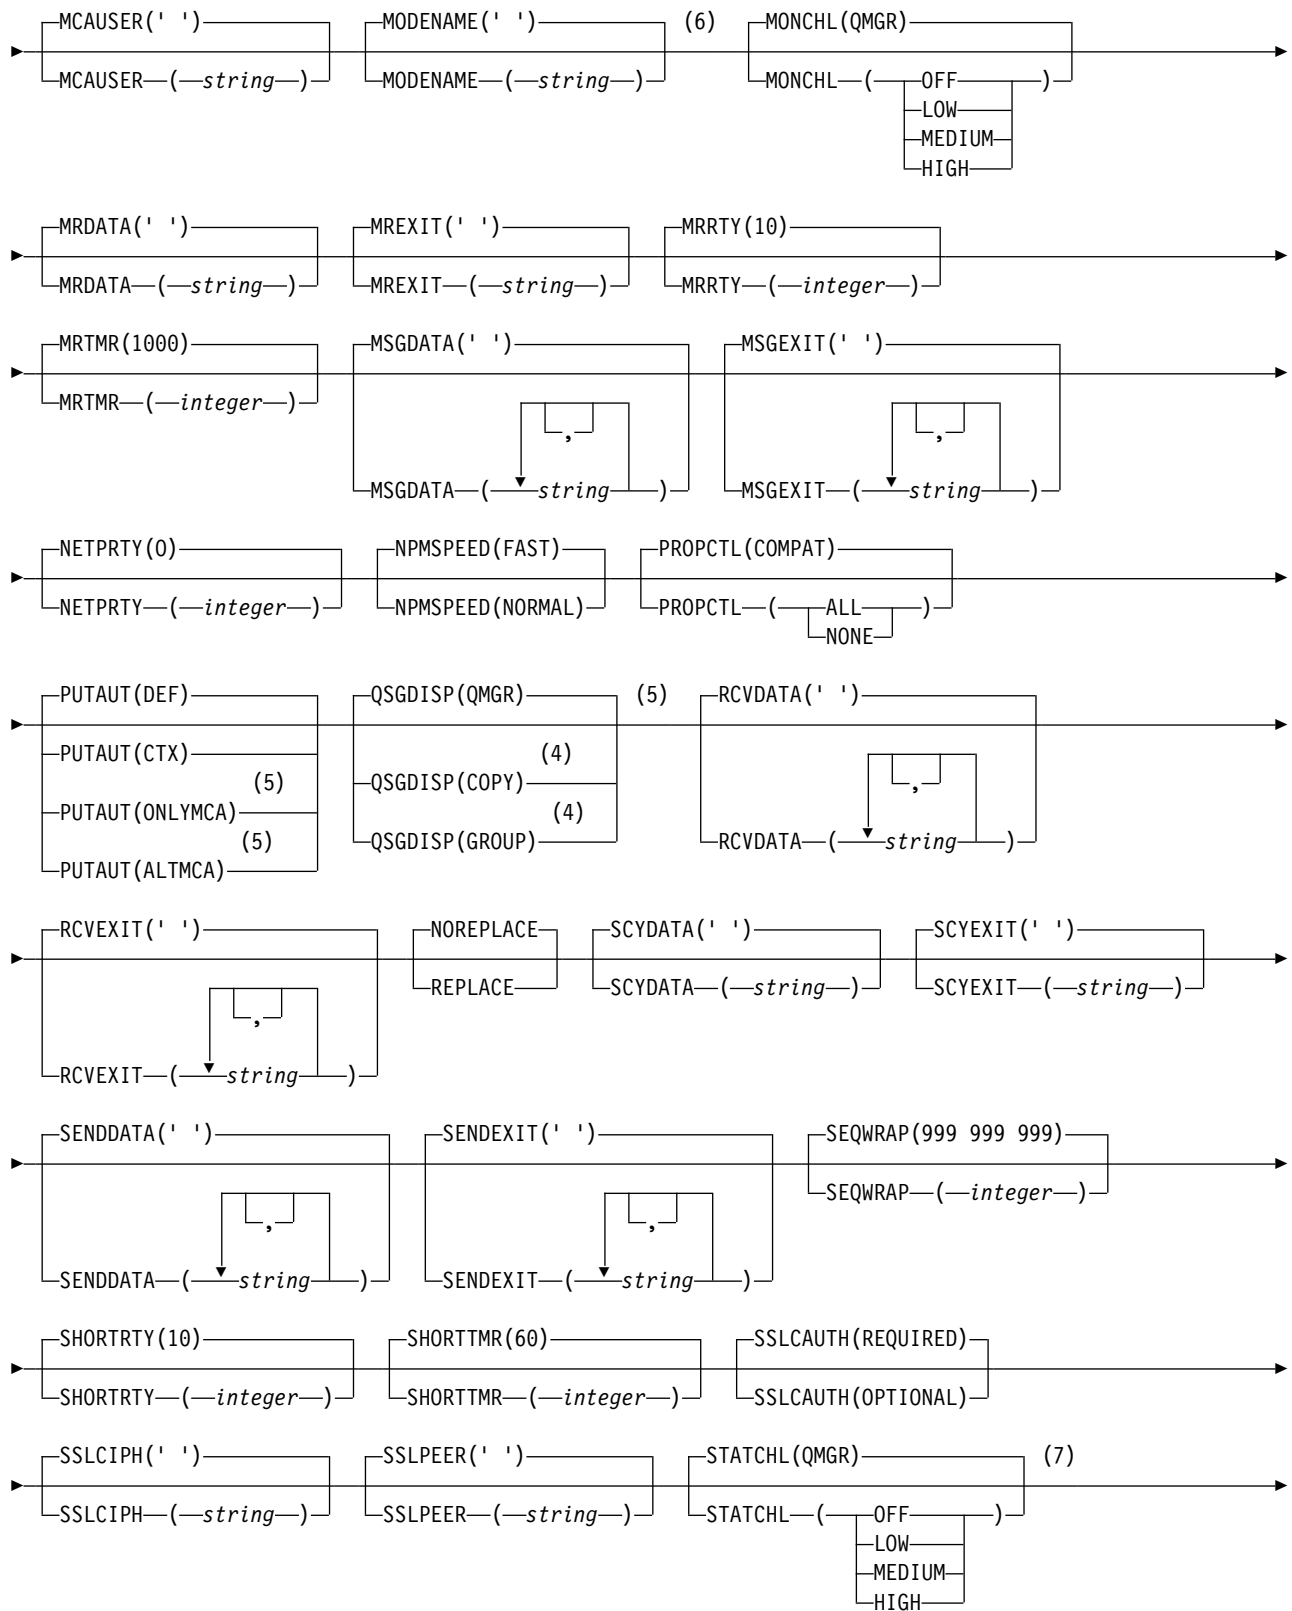 MCAUSER(' ') MODENAME(' ') (6) MONCHL(QMGR)
MCAUSER (string) MODENAME (string) MONCHL ( OFF )
LOW
MEDIUM
HIGH
MRDATA(' ') MREXIT(' ') MRRTY(10)
MRDATA (string) MREXIT (string) MRRTY (integer)
MRTMR(1000) MSGDATA(' ') MSGEXIT(' ')
MRTMR (integer)
, ,
MSGDATA ( string ) MSGEXIT ( string )
NETPRTY(0) NPMSPEED(FAST) PROPCTL(COMPAT)
NETPRTY (integer) NPMSPEED(NORMAL) PROPCTL ( ALL )
NONE
PUTAUT(DEF) QSGDISP(QMGR) (5) RCVDATA(' ')
PUTAUT(CTX) (4)
(5) QSGDISP(COPY) ,
PUTAUT(ONLYMCA) (4)
(5) QSGDISP(GROUP) RCVDATA ( string )
PUTAUT(ALTMCA)
RCVEXIT(' ') NOREPLACE SCYDATA(' ') SCYEXIT(' ')
REPLACE SCYDATA (string) SCYEXIT (string)
,
RCVEXIT ( string )
SENDDATA(' ') SENDEXIT(' ') SEQWRAP(999 999 999)
SEQWRAP (integer)
, ,
SENDDATA ( string ) SENDEXIT ( string )
SHORTRTY(10) SHORTTMR(60) SSLCAUTH(REQUIRED)
SHORTRTY (integer) SHORTTMR (integer) SSLCAUTH(OPTIONAL)
SSLCIPH(' ') SSLPEER(' ') STATCHL(QMGR) (7)
SSLCIPH (string) SSLPEER (string) STATCHL ( OFF )
LOW
MEDIUM
HIGH